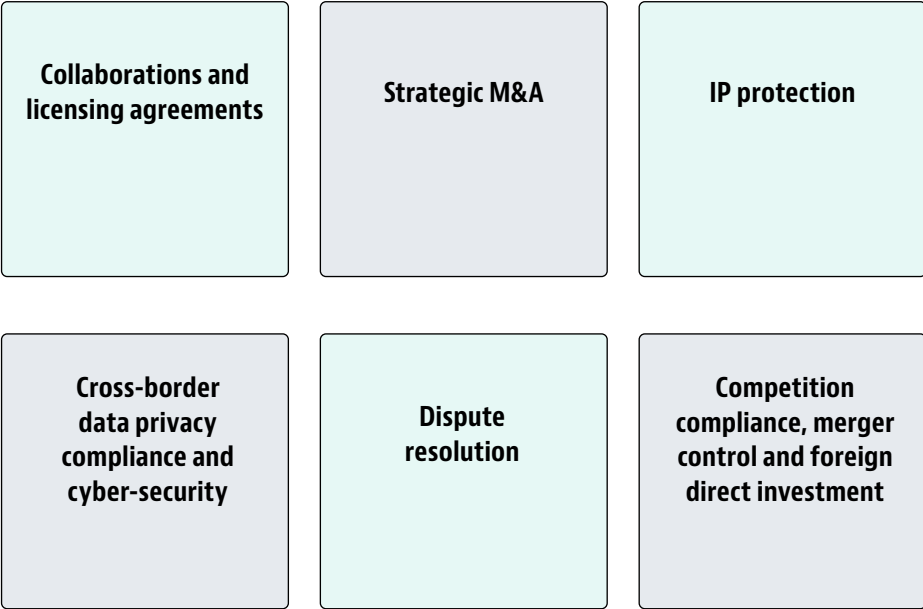 Collaborations and
licensing agreements
Strategic M&A
IP protection
Cross-border
data privacy
compliance and
cyber-security
Dispute
resolution
Competition
compliance, merger
control and foreign
direct investment